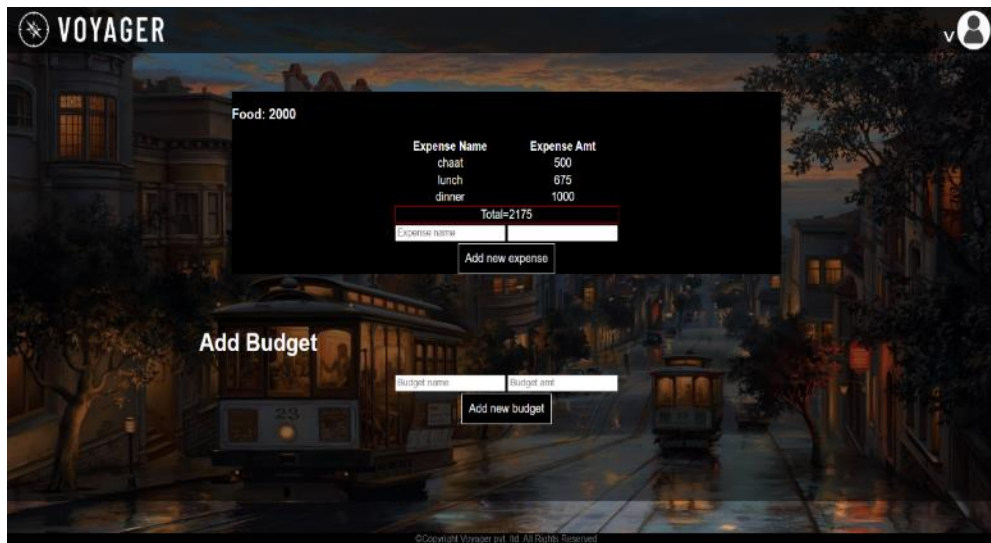 VOYAGER
v
Food: 2000
Expense Name Expense Amt
chaat 500
lunch 675
dinner 1000
Total=2175
Expense name
Add new expense
Add Budget
Budget name Budget amt
Add new budget
23
©Copyright Voyager pvt. ltd. All Rights Reserved